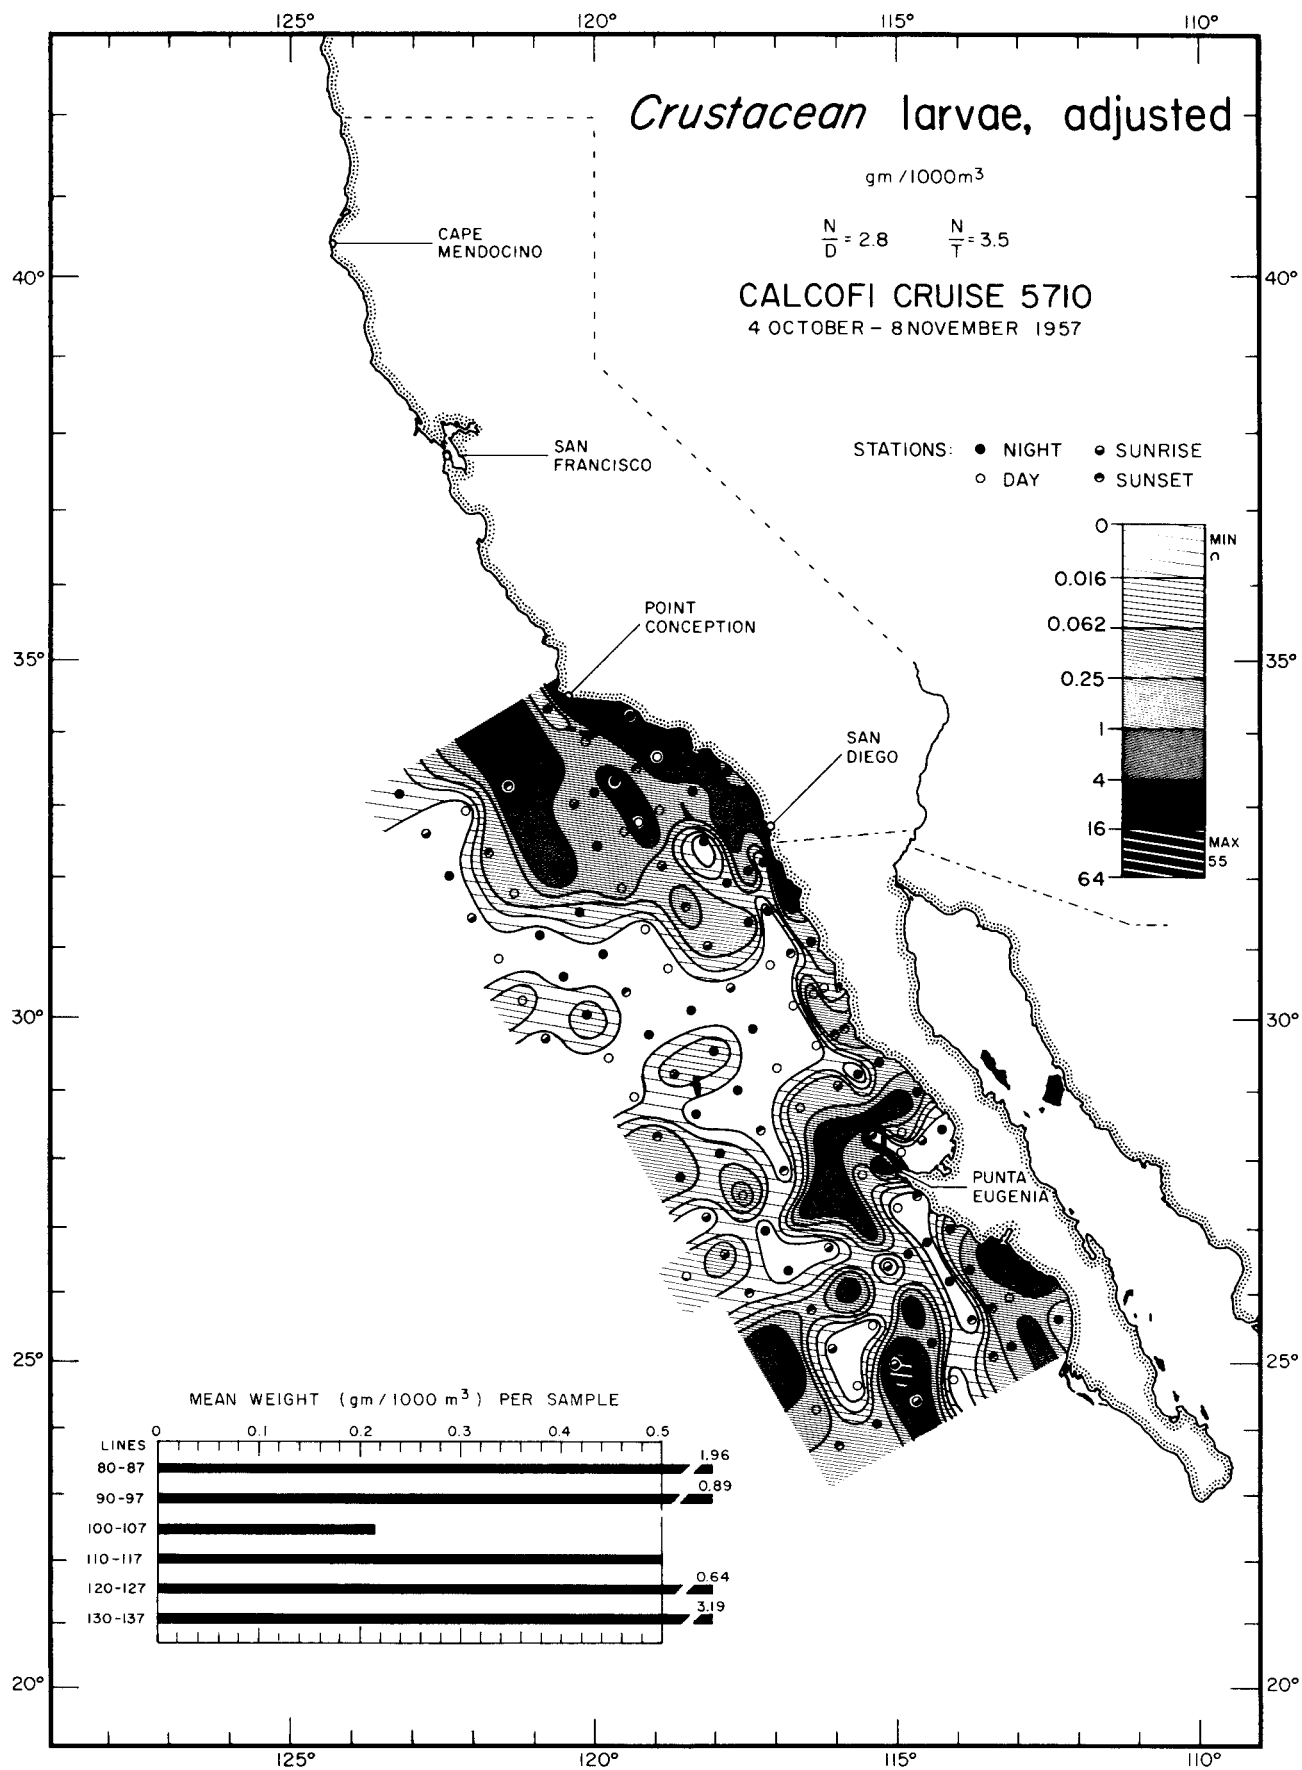 125° 120° 115° 110°
Crustacean larvae, adjusted
gm/1000m³
N/D = 2.8 N/T = 3.5
CALCOFI CRUISE 5710
4 OCTOBER – 8 NOVEMBER 1957
CAPE
MENDOCINO
40° 40°
SAN
FRANCISCO
STATIONS: ● NIGHT SUNRISE
○ DAY SUNSET
0
MIN
0
0.016
0.062
0.25
1
4
16
MAX
55
64
POINT
CONCEPTION
35° 35°
SAN
DIEGO
30° 30°
PUNTA
EUGENIA
25° 25°
MEAN WEIGHT (gm/1000 m³) PER SAMPLE
0 0.1 0.2 0.3 0.4 0.5
LINES
80-87 1.96
90-97 0.89
100-107
110-117
120-127 0.64
130-137 3.19
20° 20°
125° 120° 115° 110°